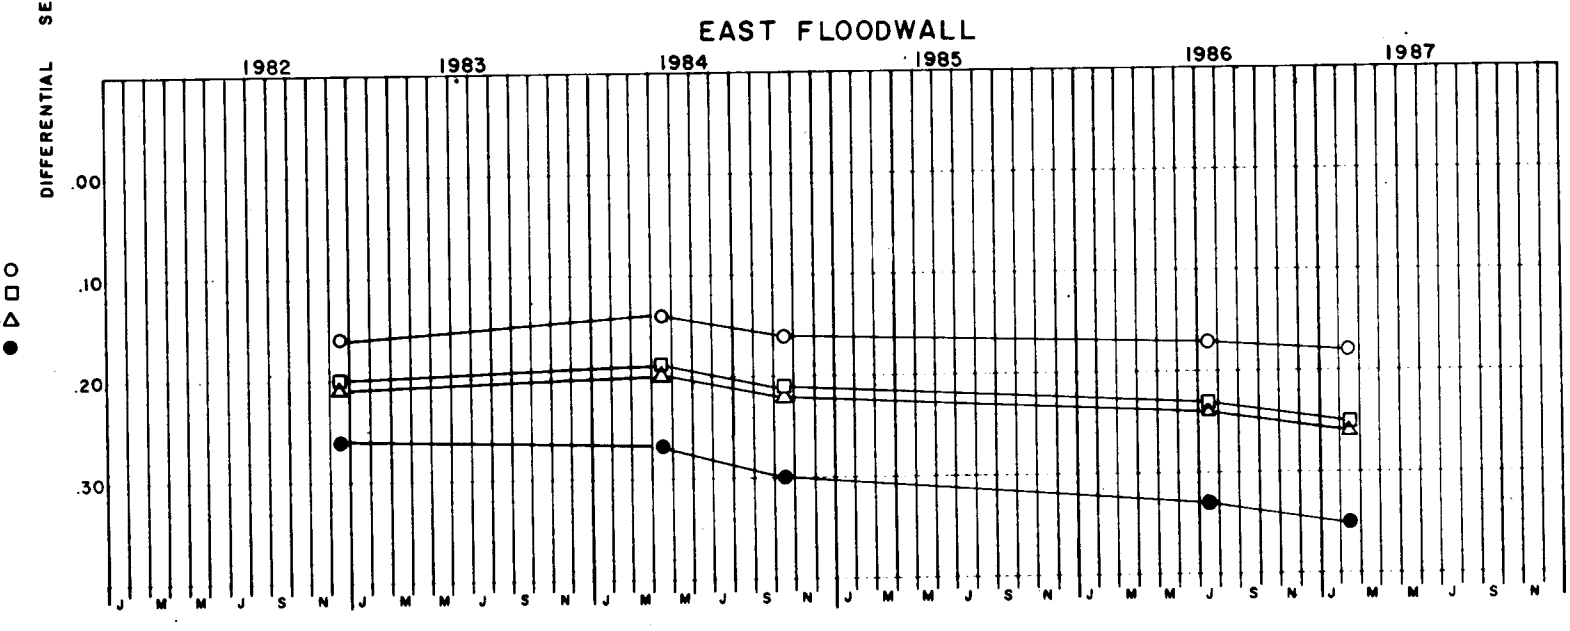 EAST FLOODWALL
1982 1983 1984 1985 1986 1987
DIFFERENTIAL SE
.00
.10
.20
.30
J M M J S N J M M J S N J M M J S N J M M J S N J M M J S N J M M J S N